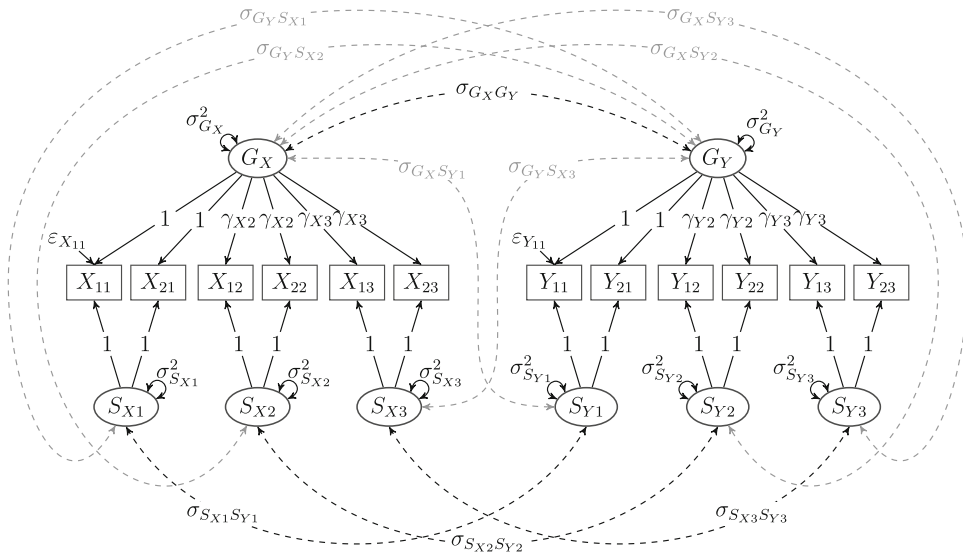 σ_{G_Y S_{X1}} σ_{G_X S_{Y3}}
σ_{G_Y S_{X2}} σ_{G_X S_{Y2}}
σ_{G_X G_Y}
σ²_{G_X} σ²_{G_Y}
G_X G_Y
σ_{G_X S_{Y1}} σ_{G_Y S_{X3}}
1 1 γ_{X2} γ_{X2} γ_{X3} γ_{X3} 1 1 γ_{Y2} γ_{Y2} γ_{Y3} γ_{Y3}
ε_{X_{11}} ε_{Y_{11}}
X_{11} X_{21} X_{12} X_{22} X_{13} X_{23} Y_{11} Y_{21} Y_{12} Y_{22} Y_{13} Y_{23}
1 1 1 1 1 1 1 1 1 1 1 1
σ²_{S_{X1}} σ²_{S_{X2}} σ²_{S_{X3}} σ²_{S_{Y1}} σ²_{S_{Y2}} σ²_{S_{Y3}}
S_{X1} S_{X2} S_{X3} S_{Y1} S_{Y2} S_{Y3}
σ_{S_{X1} S_{Y1}} σ_{S_{X3} S_{Y3}}
σ_{S_{X2} S_{Y2}}